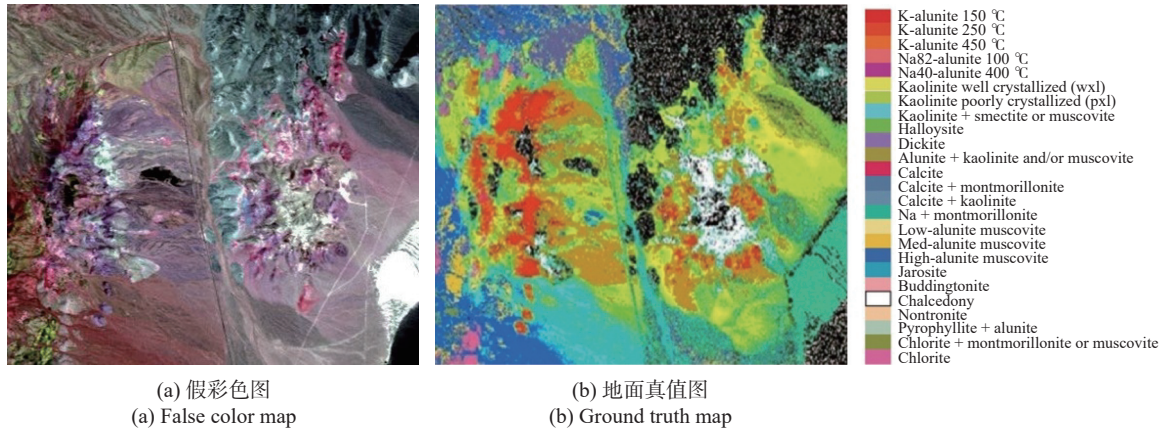 K-alunite 150 ℃
K-alunite 250 ℃
K-alunite 450 ℃
Na82-alunite 100 ℃
Na40-alunite 400 ℃
Kaolinite well crystallized (wxl)
Kaolinite poorly crystallized (pxl)
Kaolinite + smectite or muscovite
Halloysite
Dickite
Alunite + kaolinite and/or muscovite
Calcite
Calcite + montmorillonite
Calcite + kaolinite
Na + montmorillonite
Low-alunite muscovite
Med-alunite muscovite
High-alunite muscovite
Jarosite
Buddingtonite
Chalcedony
Nontronite
Pyrophyllite + alunite
Chlorite + montmorillonite or muscovite
Chlorite
(a) 假彩色图
(a) False color map
(b) 地面真值图
(b) Ground truth map